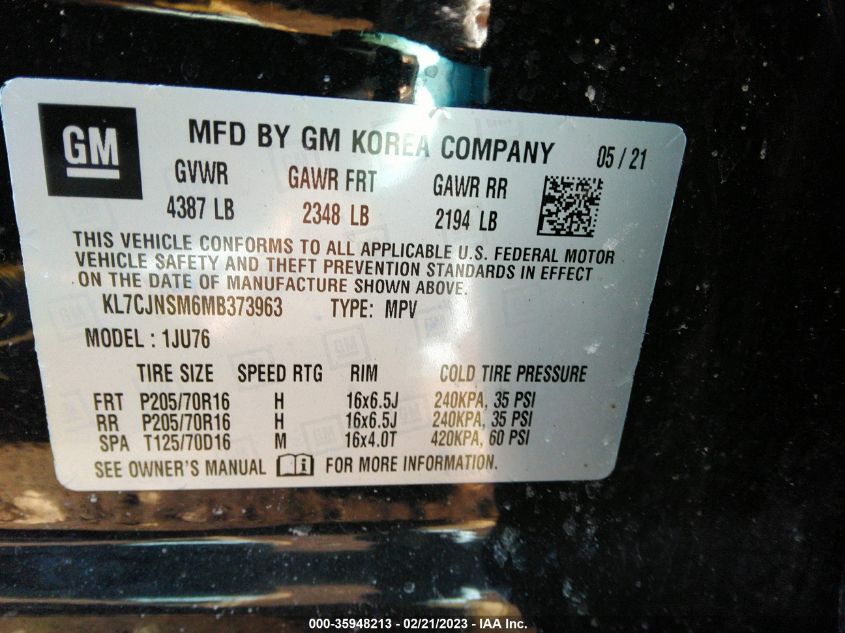 GM
MFD BY GM KOREA COMPANY 05/21
GVWR GAWR FRT GAWR RR
4387 LB 2348 LB 2194 LB
THIS VEHICLE CONFORMS TO ALL APPLICABLE U.S. FEDERAL MOTOR
VEHICLE SAFETY AND THEFT PREVENTION STANDARDS IN EFFECT
ON THE DATE OF MANUFACTURE SHOWN ABOVE.
KL7CJNSM6MB373963 TYPE: MPV
MODEL : 1JU76
TIRE SIZE SPEED RTG RIM COLD TIRE PRESSURE
FRT P205/70R16 H 16x6.5J 240KPA, 35 PSI
RR P205/70R16 H 16x6.5J 240KPA, 35 PSI
SPA T125/70D16 M 16x4.0T 420KPA, 60 PSI
SEE OWNER'S MANUAL i FOR MORE INFORMATION.
000-35948213 - 02/21/2023 - IAA Inc.